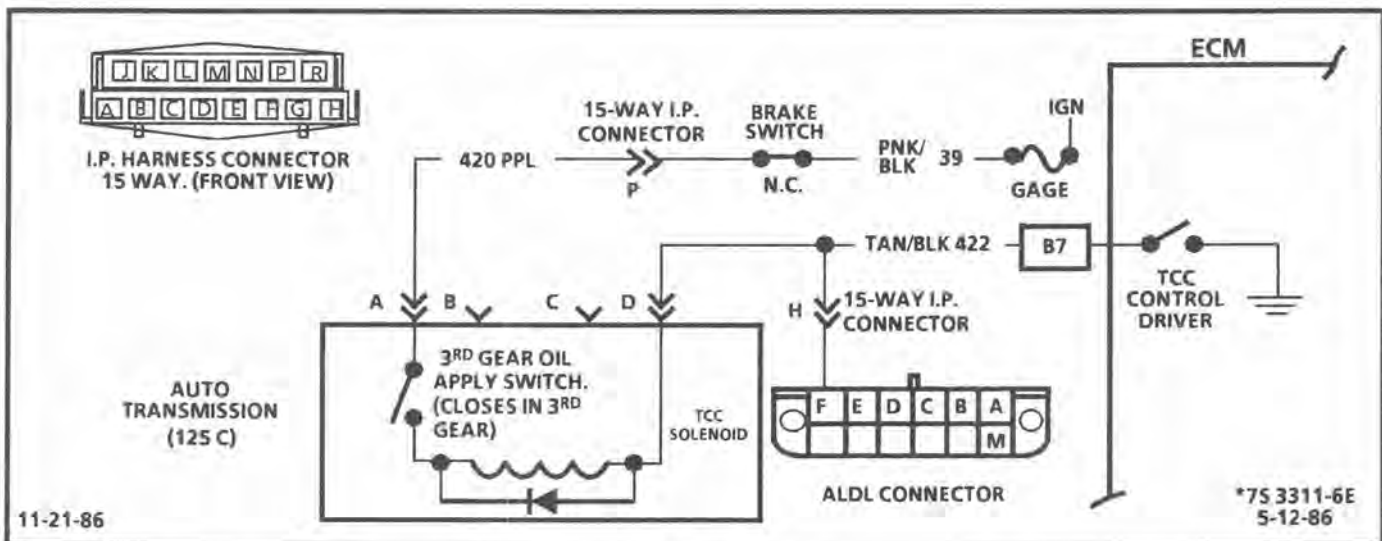 ECM
J K L M N P R
A B C D E F G H
I.P. HARNESS CONNECTOR
15 WAY. (FRONT VIEW)
420 PPL
15-WAY I.P.
CONNECTOR
P
BRAKE
SWITCH
N.C.
PNK/
BLK
39
IGN
GAGE
TAN/BLK 422
B7
TCC
CONTROL
DRIVER
A B C D
H
15-WAY I.P.
CONNECTOR
AUTO
TRANSMISSION
(125 C)
3RD GEAR OIL
APPLY SWITCH.
(CLOSES IN 3RD
GEAR)
TCC
SOLENOID
F E D C B A
M
ALDL CONNECTOR
11-21-86
*7S 3311-6E
5-12-86